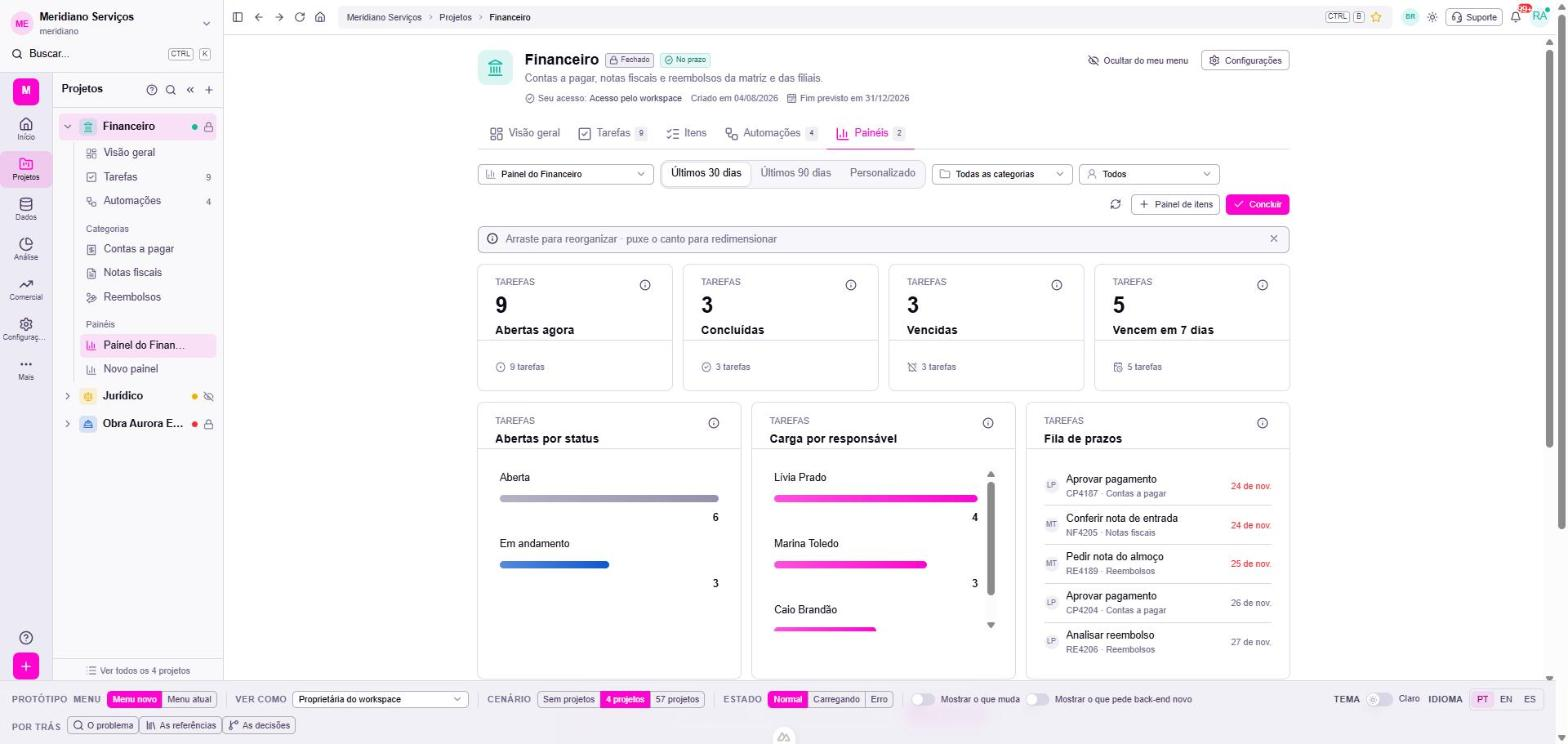 ME
Meridiano Serviços
meridiano
Meridiano Serviços
Projetos
Financeiro
CTRL B
BR
Suporte
99+
RA
Buscar...
CTRL K
M
Início
Projetos
Dados
Análise
Comercial
Configuraç...
Mais
Projetos
Financeiro
Visão geral
Tarefas 9
Automações 4
Categorias
Contas a pagar
Notas fiscais
Reembolsos
Painéis
Painel do Finan...
Novo painel
Jurídico
Obra Aurora E...
Ver todos os 4 projetos
Financeiro
Fechado
No prazo
Contas a pagar, notas fiscais e reembolsos da matriz e das filiais.
Seu acesso: Acesso pelo workspace
Criado em 04/08/2026
Fim previsto em 31/12/2026
Ocultar do meu menu
Configurações
Visão geral
Tarefas 9
Itens
Automações 4
Painéis 2
Painel do Financeiro
Últimos 30 dias
Últimos 90 dias
Personalizado
Todas as categorias
Todos
Painel de itens
Concluir
Arraste para reorganizar · puxe o canto para redimensionar
TAREFAS
9
Abertas agora
9 tarefas
TAREFAS
3
Concluídas
3 tarefas
TAREFAS
3
Vencidas
3 tarefas
TAREFAS
5
Vencem em 7 dias
5 tarefas
TAREFAS
Abertas por status
Aberta
6
Em andamento
3
TAREFAS
Carga por responsável
Lívia Prado
4
Marina Toledo
3
Caio Brandão
TAREFAS
Fila de prazos
LP
Aprovar pagamento
CP4187 · Contas a pagar
24 de nov.
MT
Conferir nota de entrada
NF4205 · Notas fiscais
24 de nov.
MT
Pedir nota do almoço
RE4189 · Reembolsos
25 de nov.
LP
Aprovar pagamento
CP4204 · Contas a pagar
26 de nov.
LP
Analisar reembolso
RE4206 · Reembolsos
27 de nov.
PROTÓTIPO MENU Menu novo Menu atual
VER COMO Proprietária do workspace
CENÁRIO Sem projetos 4 projetos 57 projetos
ESTADO Normal Carregando Erro
Mostrar o que muda
Mostrar o que pede back-end novo
TEMA Claro
IDIOMA PT EN ES
POR TRÁS O problema As referências As decisões